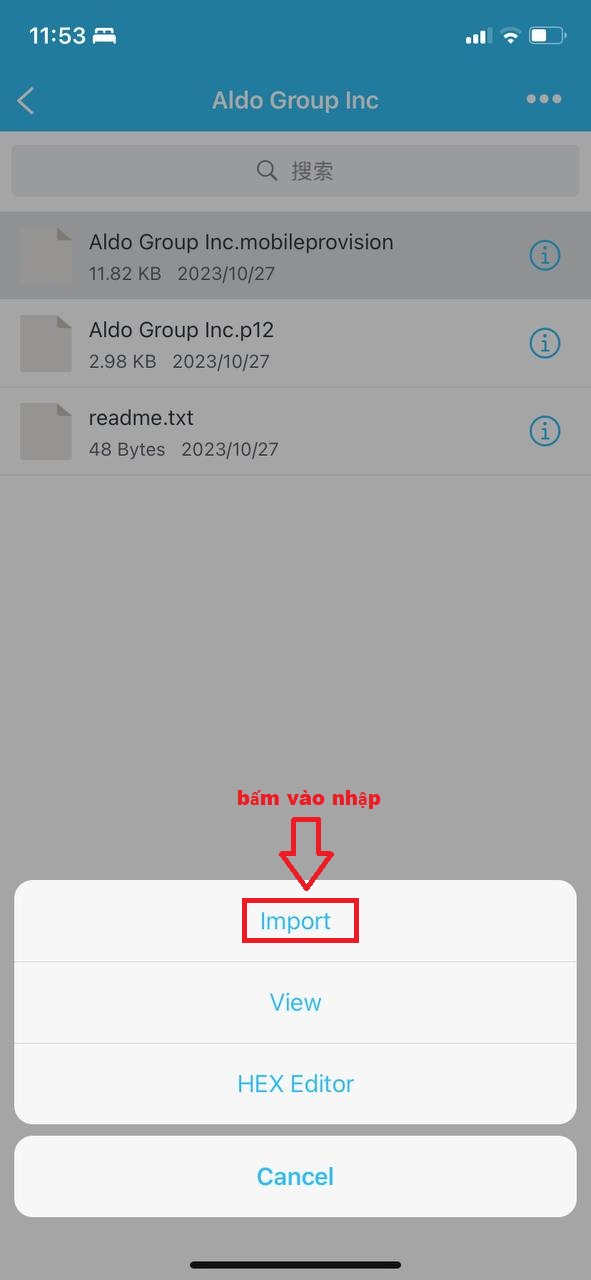 11:53
Aldo Group Inc
搜索
Aldo Group Inc.mobileprovision
11.82 KB 2023/10/27
Aldo Group Inc.p12
2.98 KB 2023/10/27
readme.txt
48 Bytes 2023/10/27
bấm vào nhập
Import
View
HEX Editor
Cancel